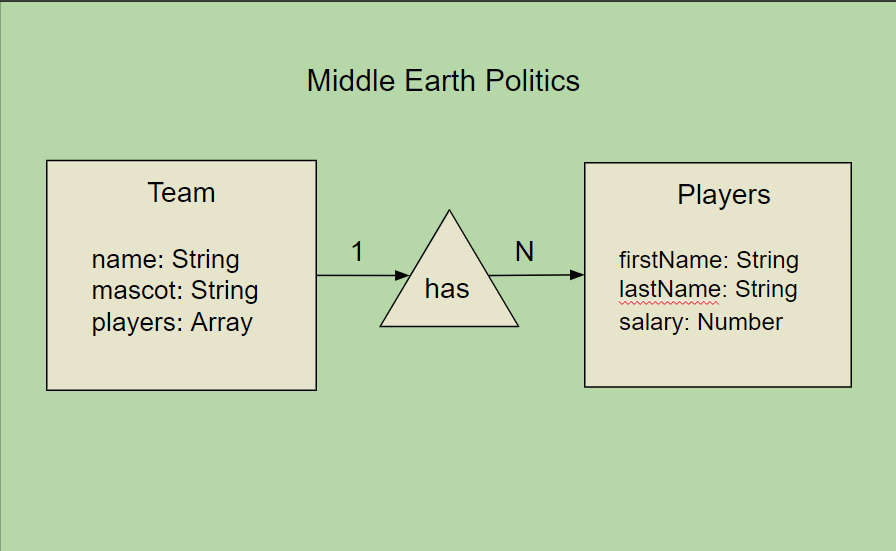 Middle Earth Politics
Team
name: String
mascot: String
players: Array
1
has
N
Players
firstName: String
lastName: String
salary: Number